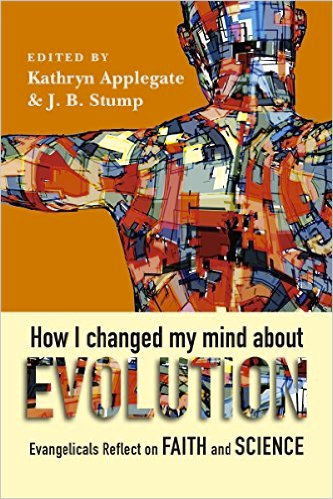 EDITED BY
Kathryn Applegate
& J. B. Stump
How I changed my mind about
EVOLUTION
Evangelicals Reflect on FAITH and SCIENCE